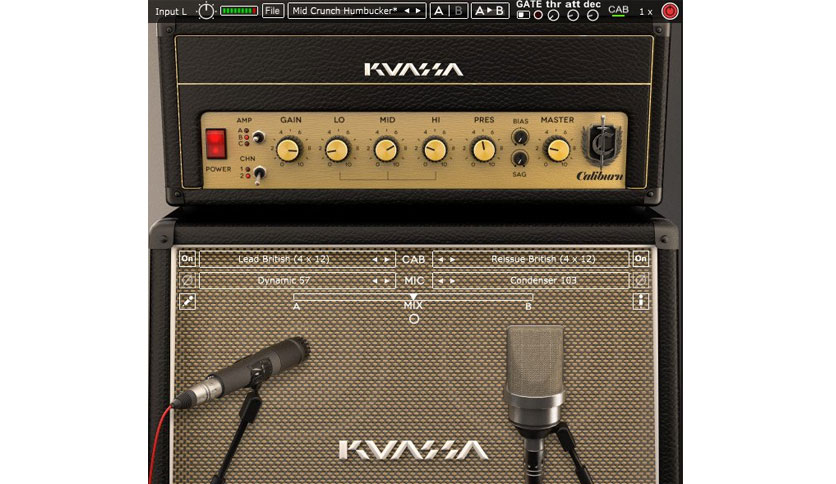 Input L File Mid Crunch Humbucker* A B A▸B GATE thr att dec CAB 1 x
KVASSA
AMP GAIN LO MID HI PRES BIAS MASTER
A
B
C
CHN
1
2
POWER
SAG
C
Caliburn
On Lead British (4 x 12) CAB Reissue British (4 x 12) On
Ø Dynamic 57 MIC Condenser 103 Ø
A MIX B
KVASSA